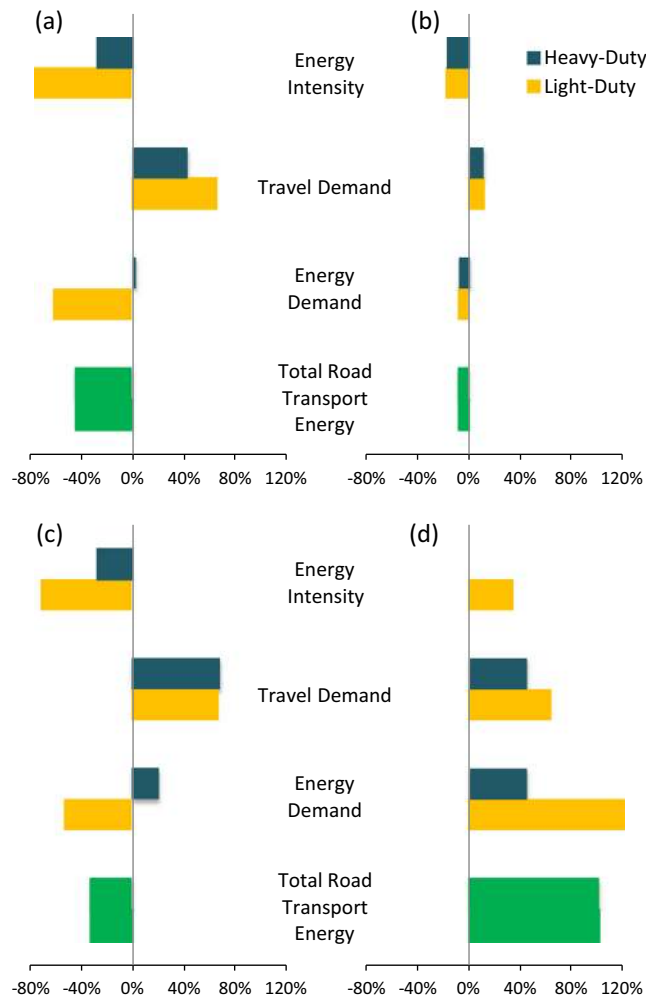 (a)
(b)
Energy
Intensity
Heavy-Duty
Light-Duty
Travel Demand
Energy
Demand
Total Road
Transport
Energy
-80% -40% 0% 40% 80% 120%
-80% -40% 0% 40% 80% 120%
(c)
(d)
Energy
Intensity
Travel Demand
Energy
Demand
Total Road
Transport
Energy
-80% -40% 0% 40% 80% 120%
-80% -40% 0% 40% 80% 120%